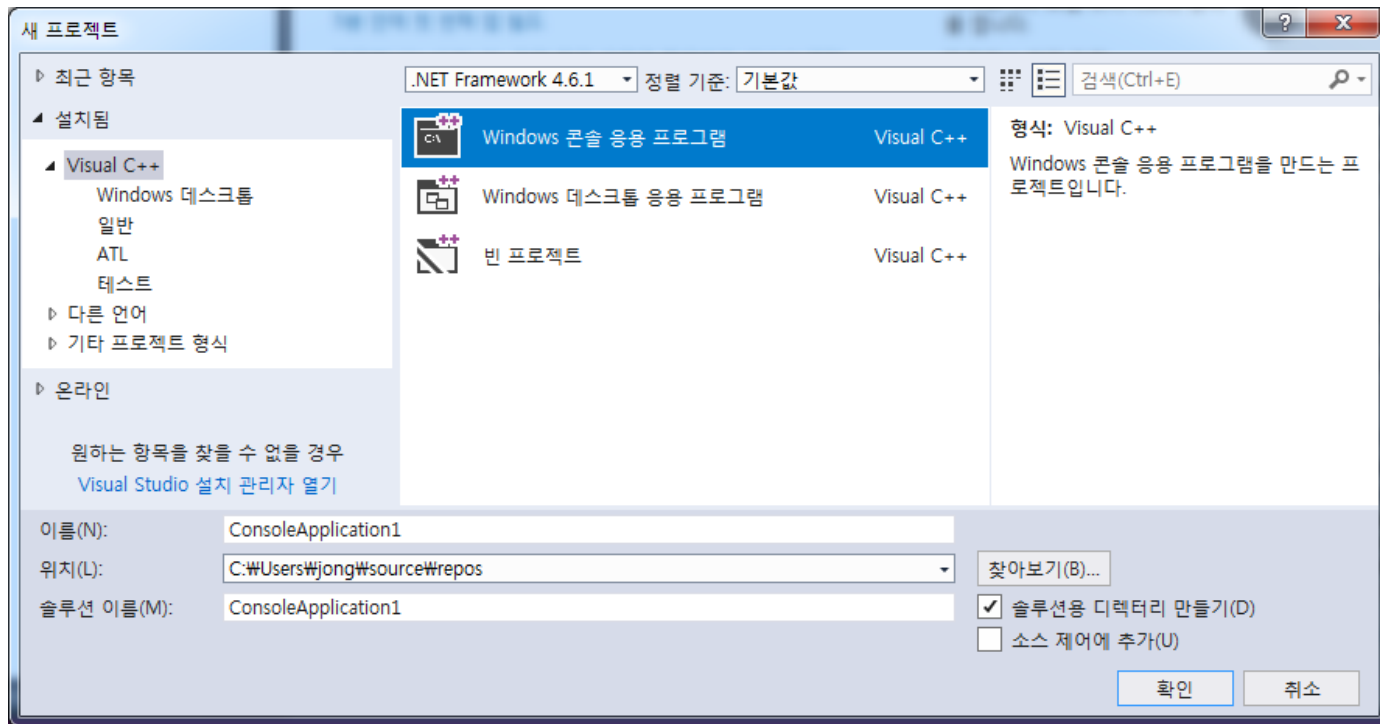 새 프로젝트
최근 항목
.NET Framework 4.6.1
정렬 기준: 기본값
검색(Ctrl+E)
설치됨
Visual C++
Windows 데스크톱
일반
ATL
테스트
다른 언어
기타 프로젝트 형식
온라인
원하는 항목을 찾을 수 없을 경우
Visual Studio 설치 관리자 열기
Windows 콘솔 응용 프로그램 Visual C++
Windows 데스크톱 응용 프로그램 Visual C++
빈 프로젝트 Visual C++
형식: Visual C++
Windows 콘솔 응용 프로그램을 만드는 프
로젝트입니다.
이름(N): ConsoleApplication1
위치(L): C:₩Users₩jong₩source₩repos
찾아보기(B)...
솔루션 이름(M): ConsoleApplication1
솔루션용 디렉터리 만들기(D)
소스 제어에 추가(U)
확인
취소